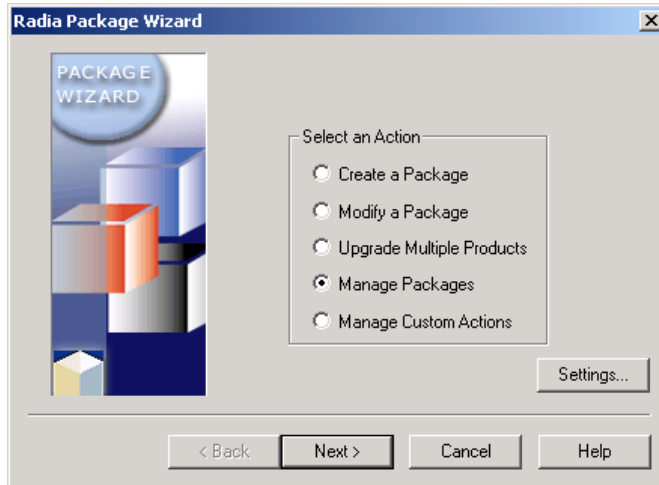 Radia Package Wizard
PACKAGE
WIZARD
Select an Action
Create a Package
Modify a Package
Upgrade Multiple Products
Manage Packages
Manage Custom Actions
Settings...
< Back
Next >
Cancel
Help